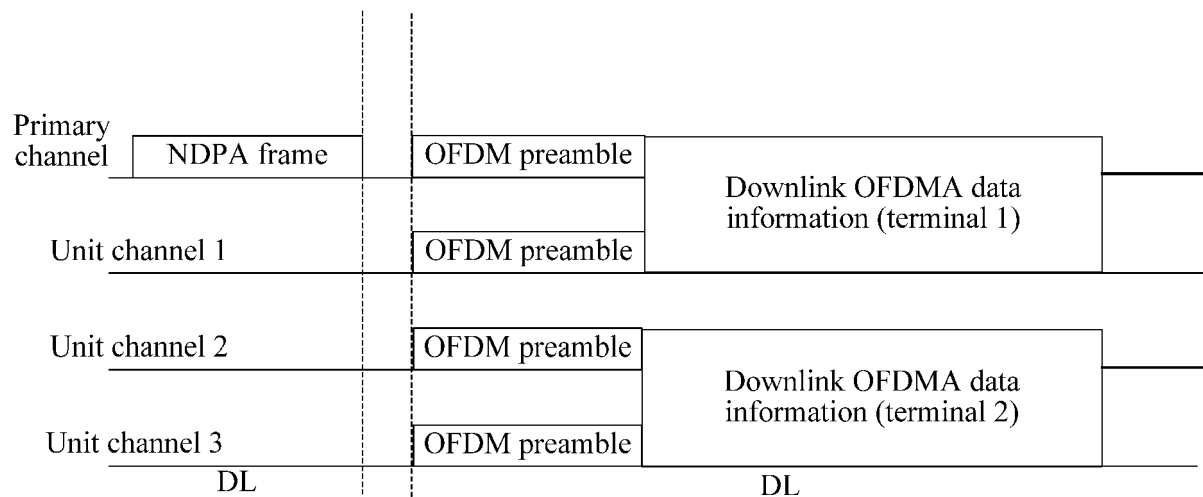 Primary
channel
NDPA frame
OFDM preamble
Downlink OFDMA data
information (terminal 1)
Unit channel 1
OFDM preamble
Unit channel 2
OFDM preamble
Downlink OFDMA data
information (terminal 2)
Unit channel 3
OFDM preamble
DL
DL